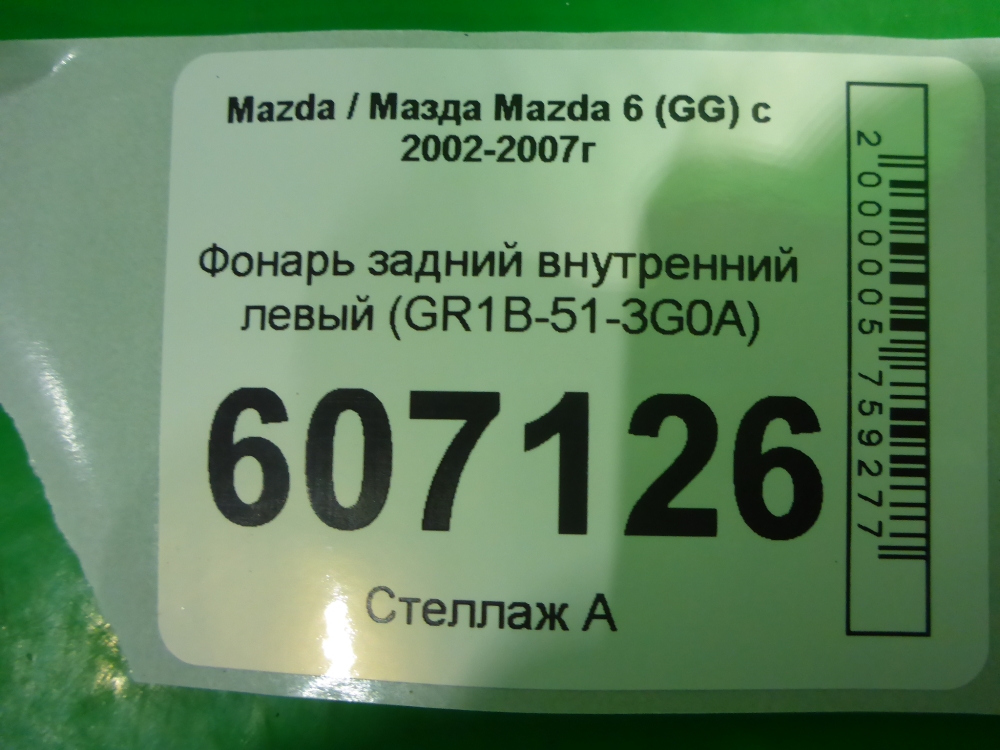 Mazda / Мазда Mazda 6 (GG) с
2002-2007г
Фонарь задний внутренний
левый (GR1B-51-3G0A)
607126
Стеллаж А
2000005759277